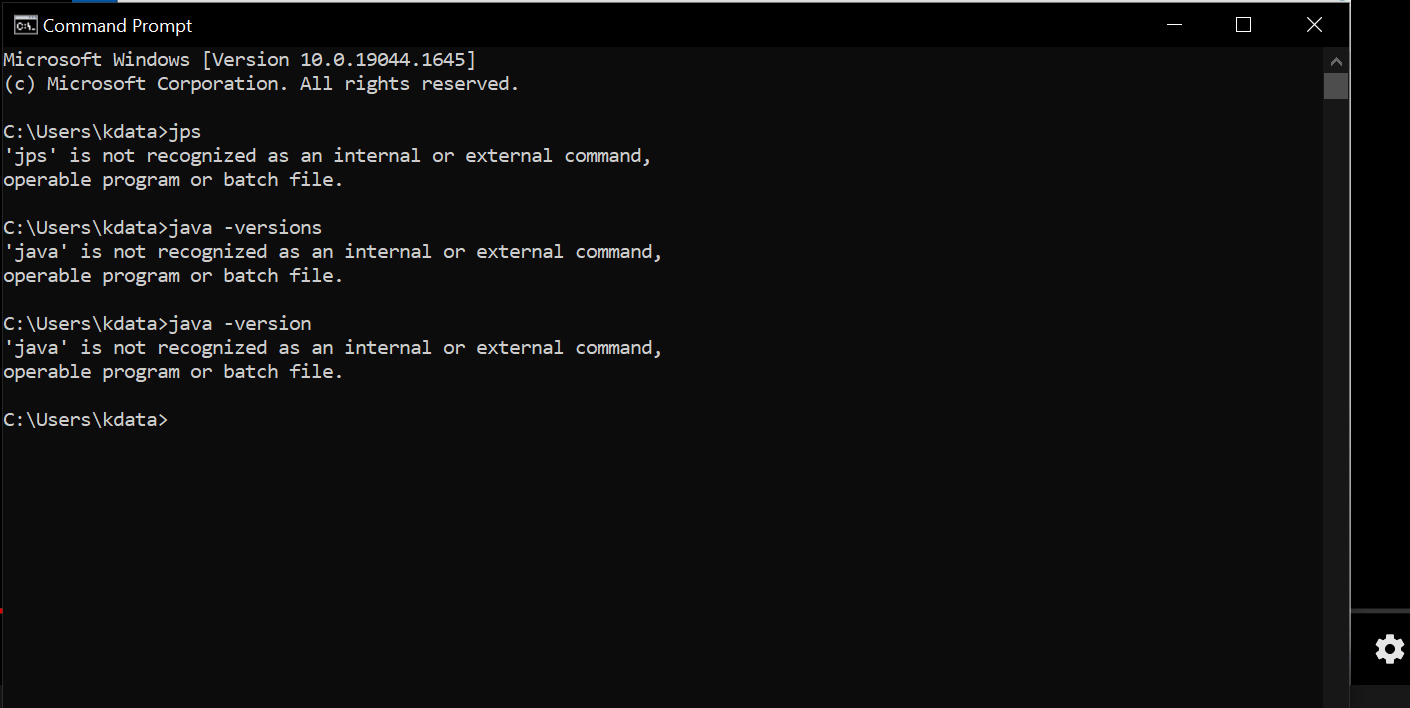 Command Prompt
Microsoft Windows [Version 10.0.19044.1645]
(c) Microsoft Corporation. All rights reserved.
C:\Users\kdata>jps
'jps' is not recognized as an internal or external command,
operable program or batch file.
C:\Users\kdata>java -versions
'java' is not recognized as an internal or external command,
operable program or batch file.
C:\Users\kdata>java -version
'java' is not recognized as an internal or external command,
operable program or batch file.
C:\Users\kdata>